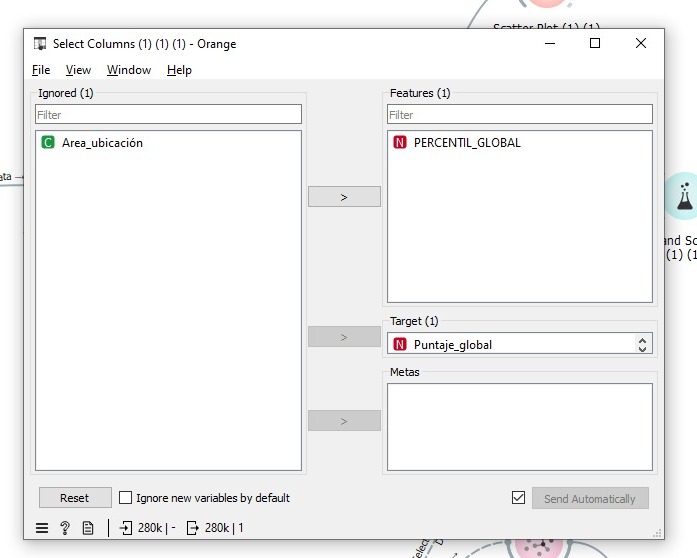 Scatter Plot (1) (1)
Select Columns (1) (1) (1) - Orange
File View Window Help
Ignored (1)
Features (1)
Filter
Filter
C Area_ubicación
N PERCENTIL_GLOBAL
ata
>
and Sc
(1) (1
Target (1)
>
N Puntaje_global
Metas
>
Reset
Ignore new variables by default
Send Automatically
? 280k | - 280k | 1
Select